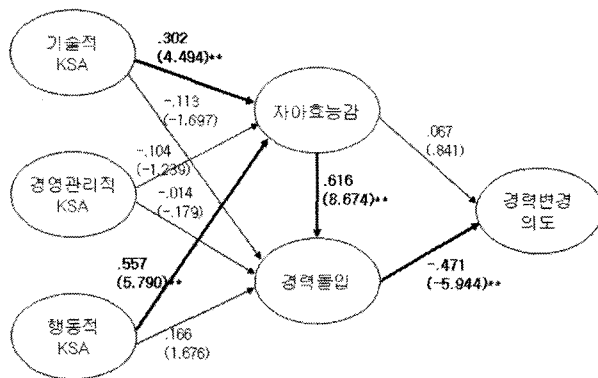 기술적
KSA
.302
(4.494)**
-.113
(-1.697)
자아효능감
.067
(.841)
-.104
(-1.239)
경영관리적
KSA
-.014
(-.179)
.616
(8.674)**
경력변경
의도
.557
(5.790)**
경력몰입
-.471
(-5.944)**
행동적
KSA
.166
(1.676)